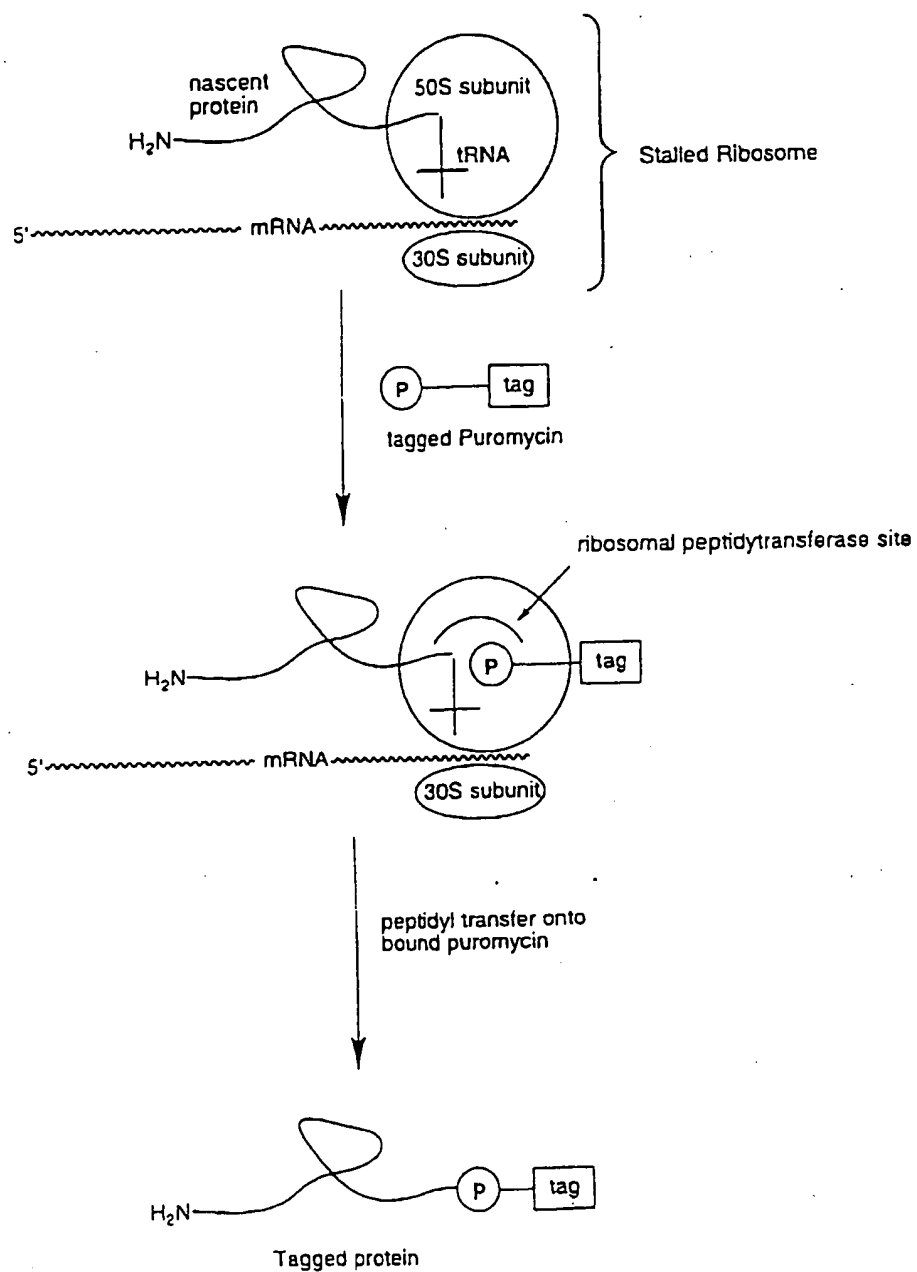 nascent
protein
50S subunit
H₂N
tRNA
Stalled Ribosome
5'
mRNA
30S subunit
P
tag
tagged Puromycin
ribosomal peptidytransferase site
P
tag
H₂N
5'
mRNA
30S subunit
peptidyl transfer onto
bound puromycin
H₂N
P
tag
Tagged protein